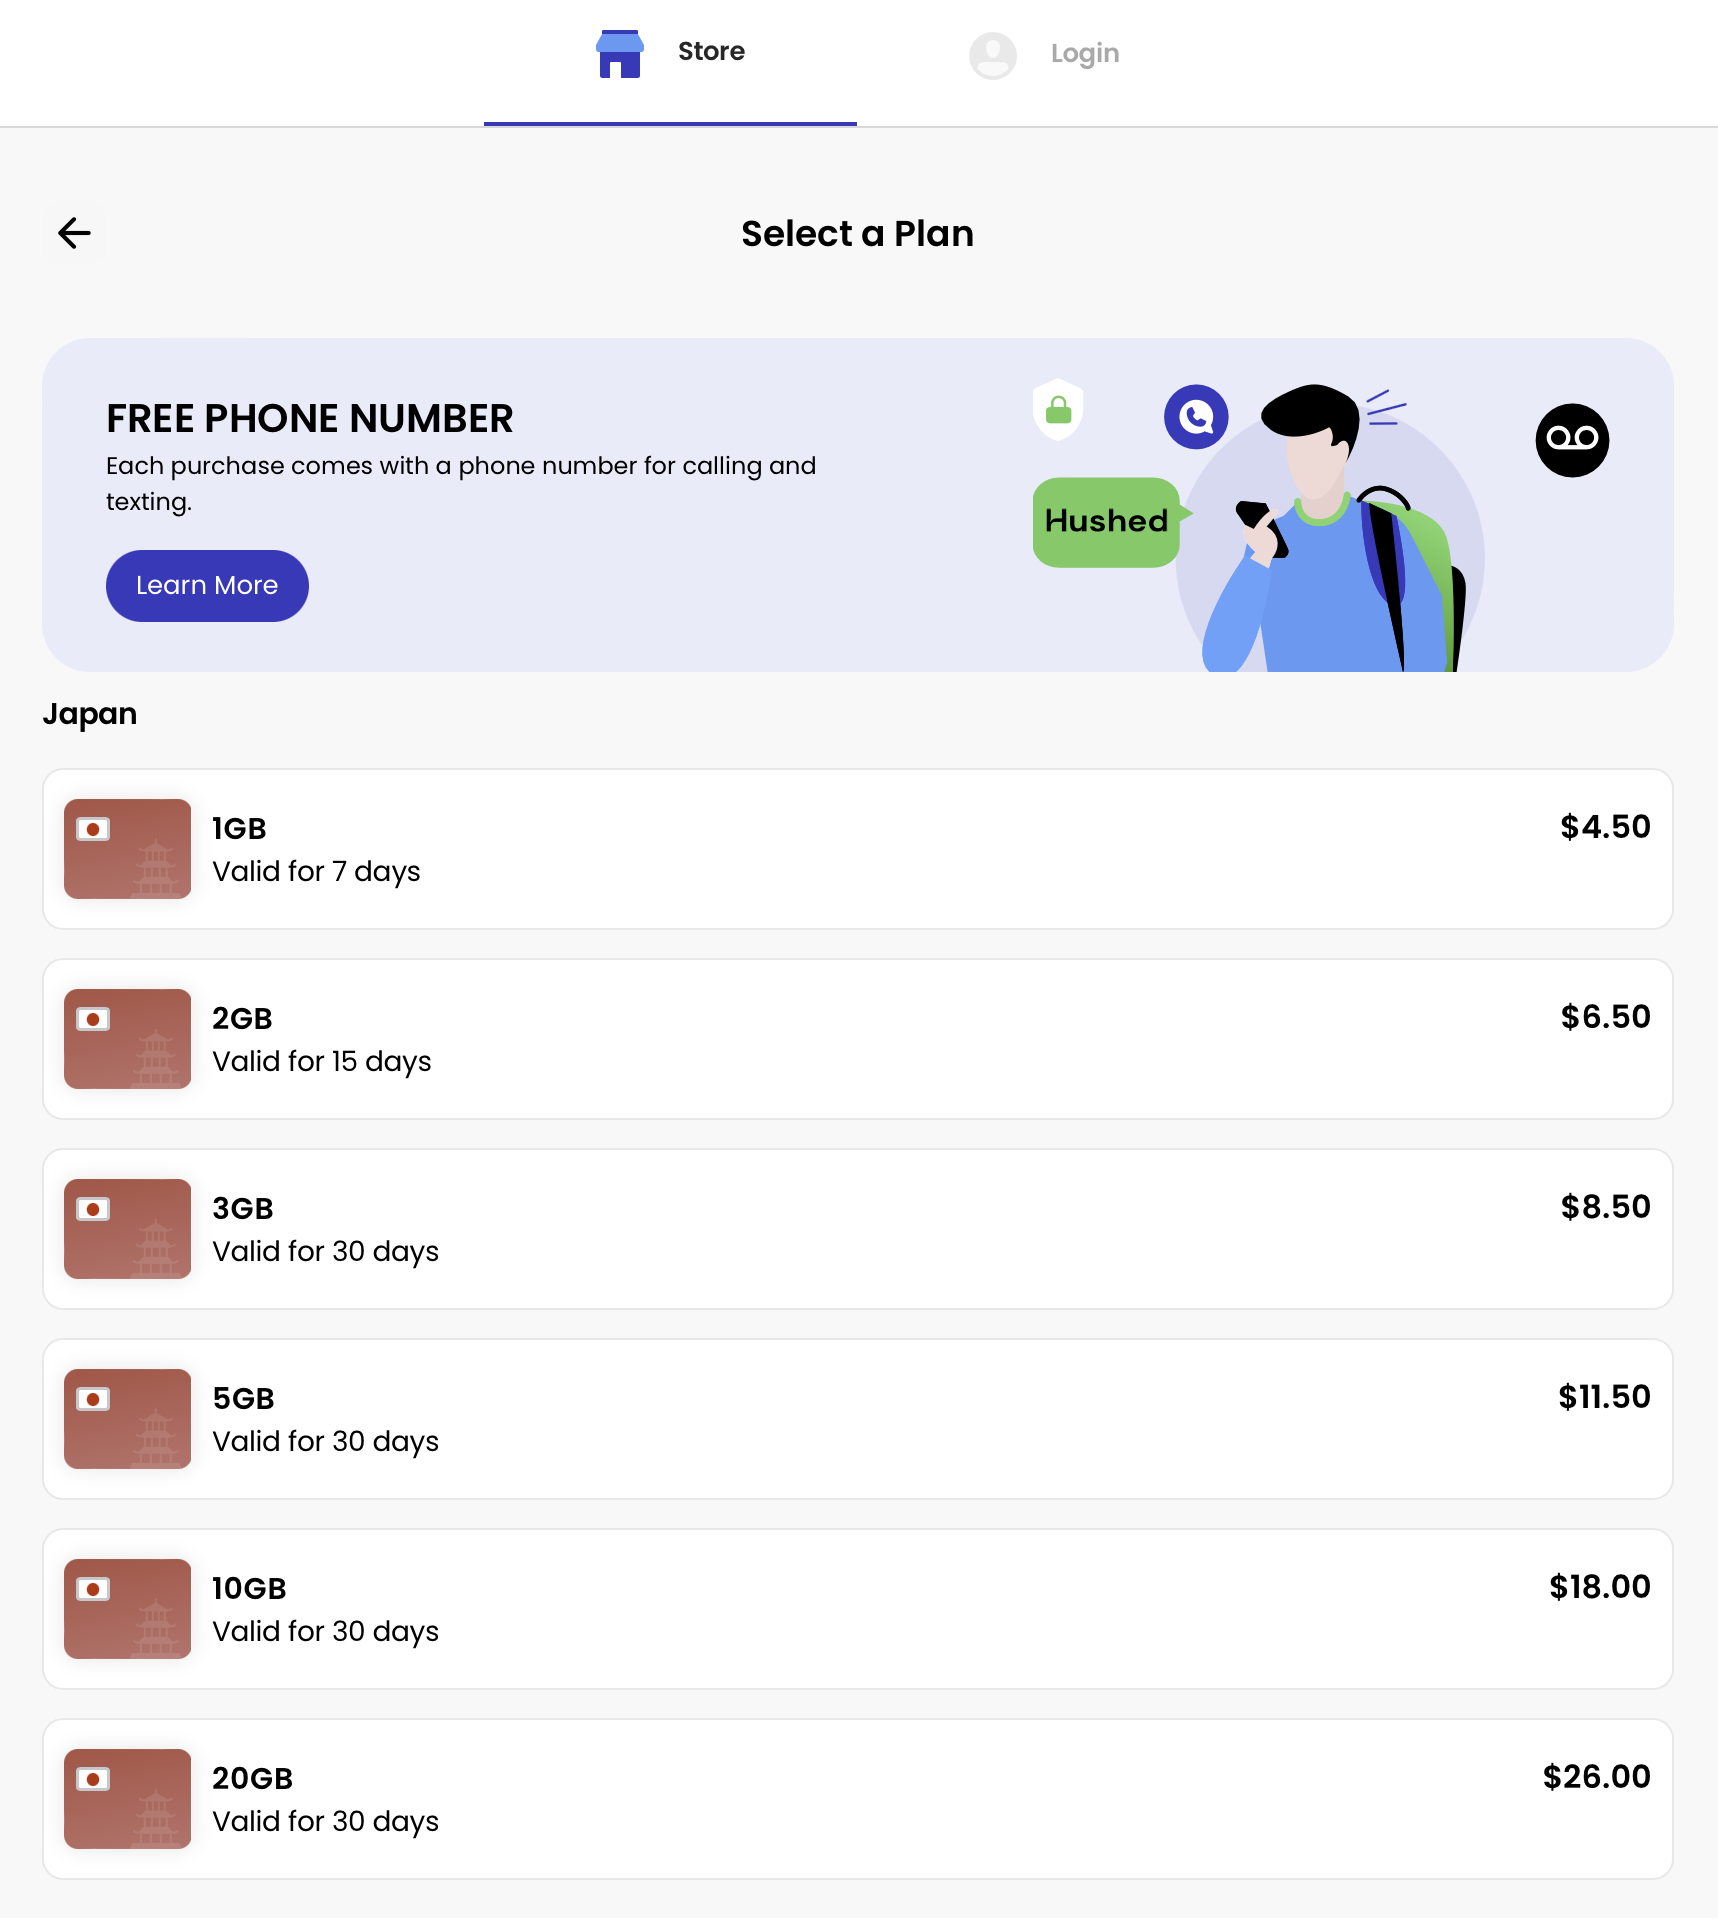 Store
Login
Select a Plan
FREE PHONE NUMBER
Each purchase comes with a phone number for calling and
texting.
Learn More
Hushed
Japan
1GB
$4.50
Valid for 7 days
2GB
$6.50
Valid for 15 days
3GB
$8.50
Valid for 30 days
5GB
$11.50
Valid for 30 days
10GB
$18.00
Valid for 30 days
20GB
$26.00
Valid for 30 days